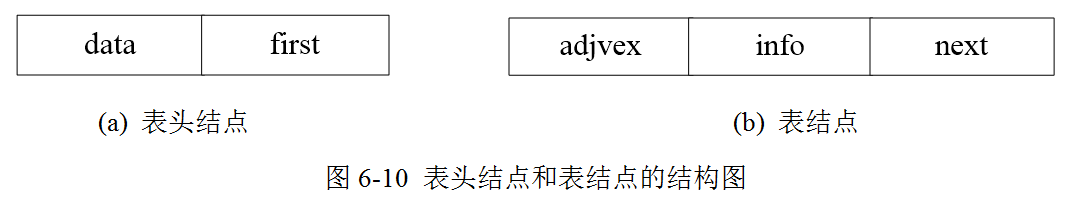 data first adjvex info next
(a) 表头结点 (b) 表结点
图 6-10 表头结点和表结点的结构图